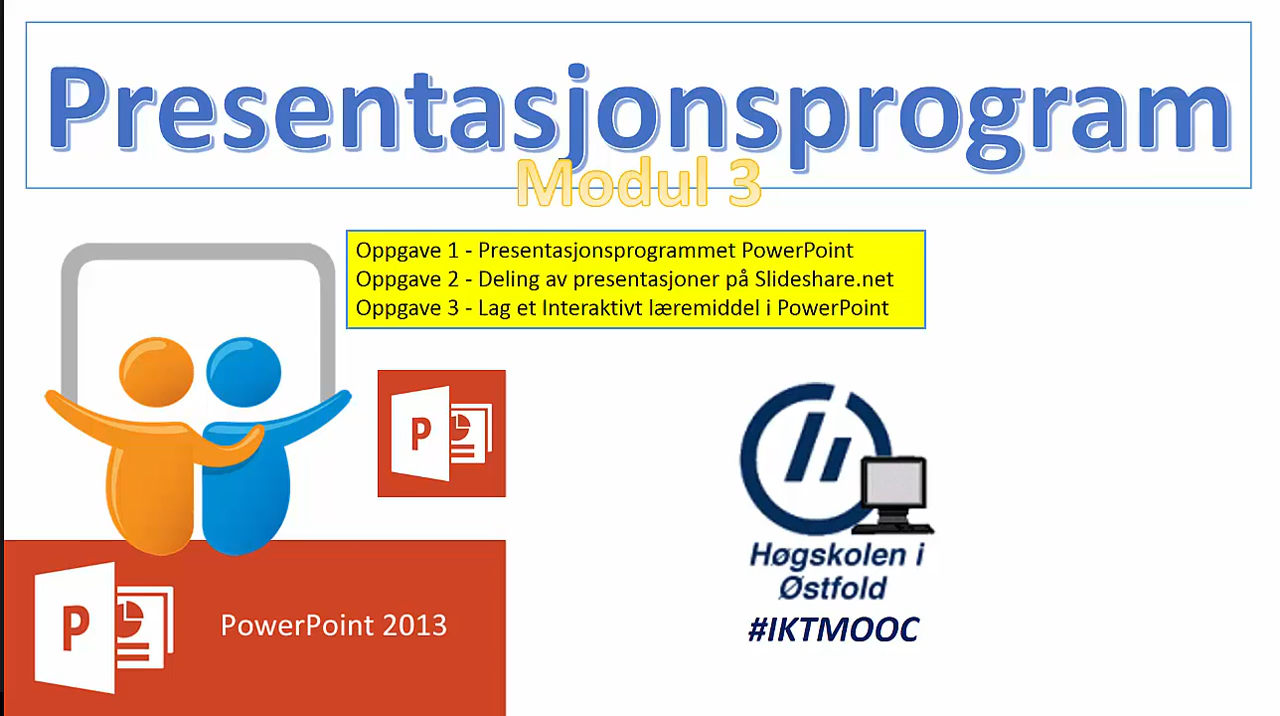 Presentasjonsprogram
Modul 3
Oppgave 1 - Presentasjonsprogrammet PowerPoint
Oppgave 2 - Deling av presentasjoner på Slideshare.net
Oppgave 3 - Lag et Interaktivt læremiddel i PowerPoint
P
Høgskolen i
Østfold
#IKTMOOC
P
PowerPoint 2013